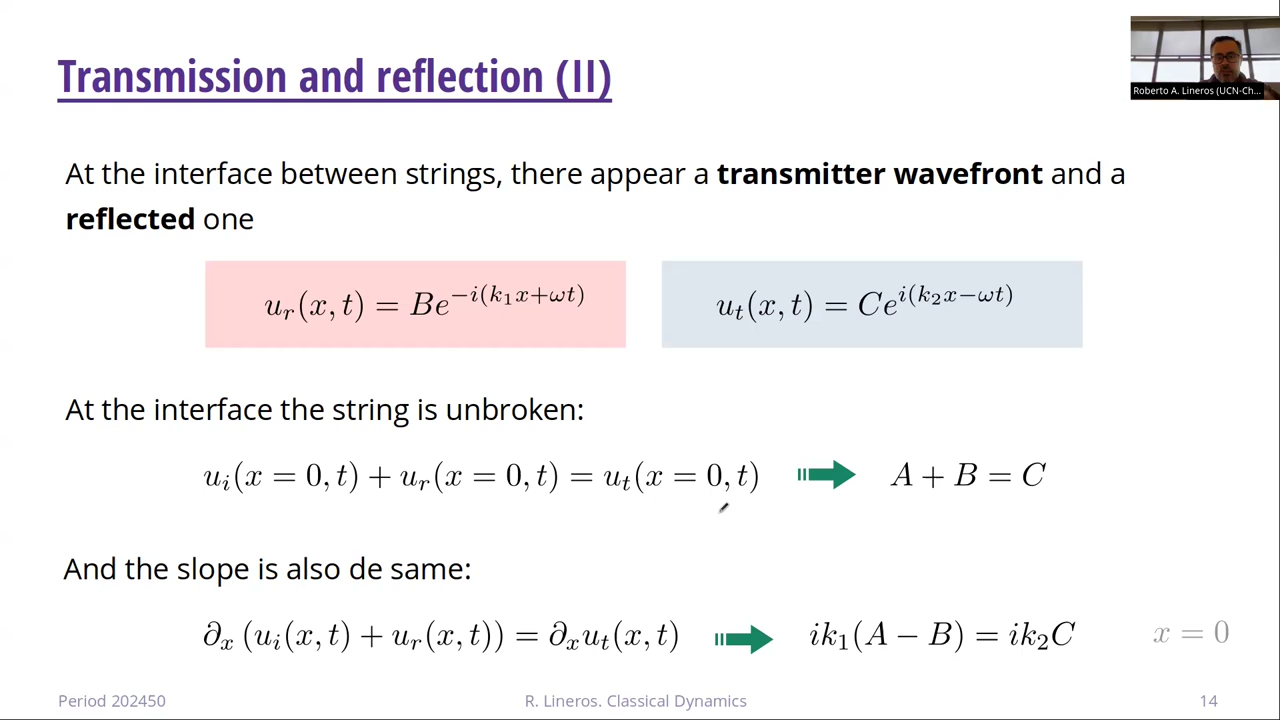 Transmission and reflection (II)
Roberto A. Lineros (UCN-Ch...
At the interface between strings, there appear a transmitter wavefront and a
reflected one
u_r(x, t) = Be^{-i(k_1x+ωt)}
u_t(x, t) = Ce^{i(k_2x−ωt)}
At the interface the string is unbroken:
u_i(x = 0, t) + u_r(x = 0, t) = u_t(x = 0, t)
A + B = C
And the slope is also de same:
∂_x (u_i(x, t) + u_r(x, t)) = ∂_x u_t(x, t)
ik_1(A − B) = ik_2C
x = 0
Period 202450
R. Lineros. Classical Dynamics
14